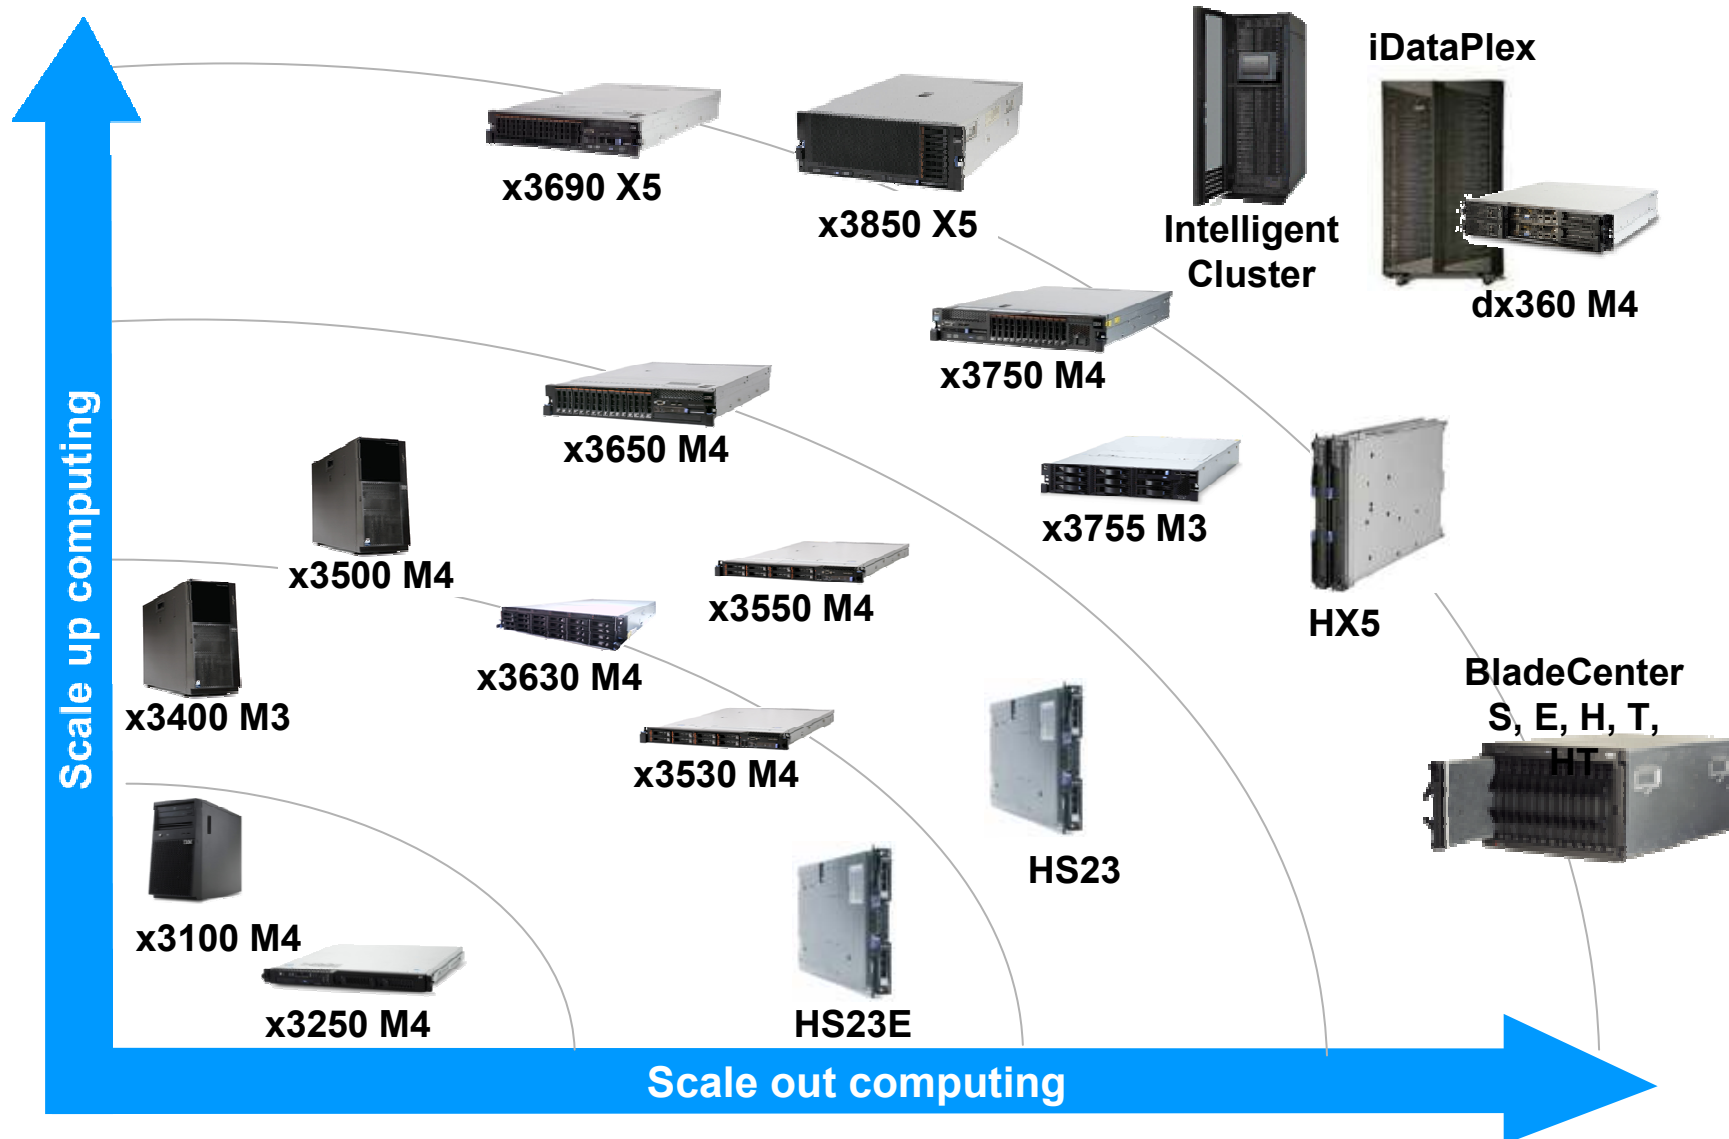 iDataPlex
x3690 X5
x3850 X5
Intelligent
Cluster
dx360 M4
x3750 M4
x3650 M4
x3755 M3
x3500 M4
x3550 M4
HX5
x3630 M4
x3400 M3
BladeCenter
S, E, H, T,
HT
x3530 M4
HS23
x3100 M4
x3250 M4
HS23E
Scale up computing
Scale out computing